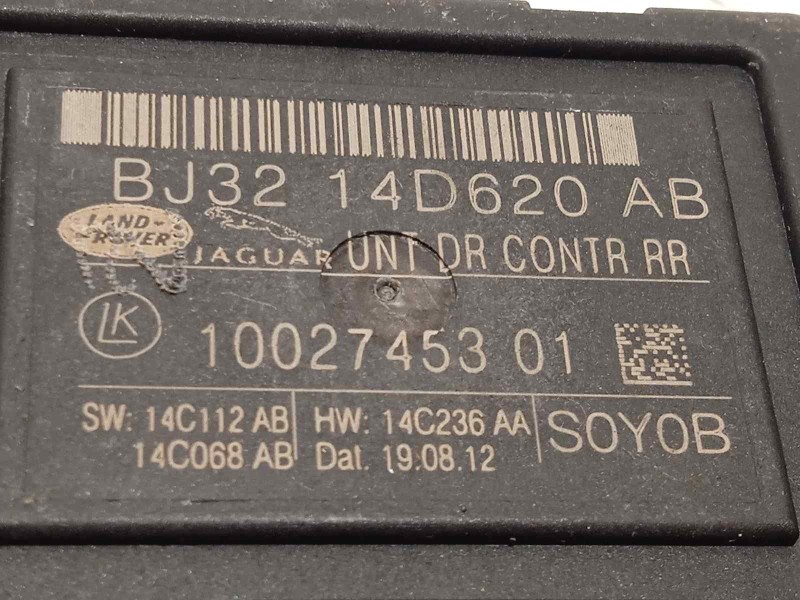 BJ32 14D620 AB
LAND-
ROVER
JAGUAR UNT DR CONTR RR
LK
10027453 01
SW: 14C112 AB HW: 14C236 AA SOYOB
14C068 AB Dat. 19.08.12